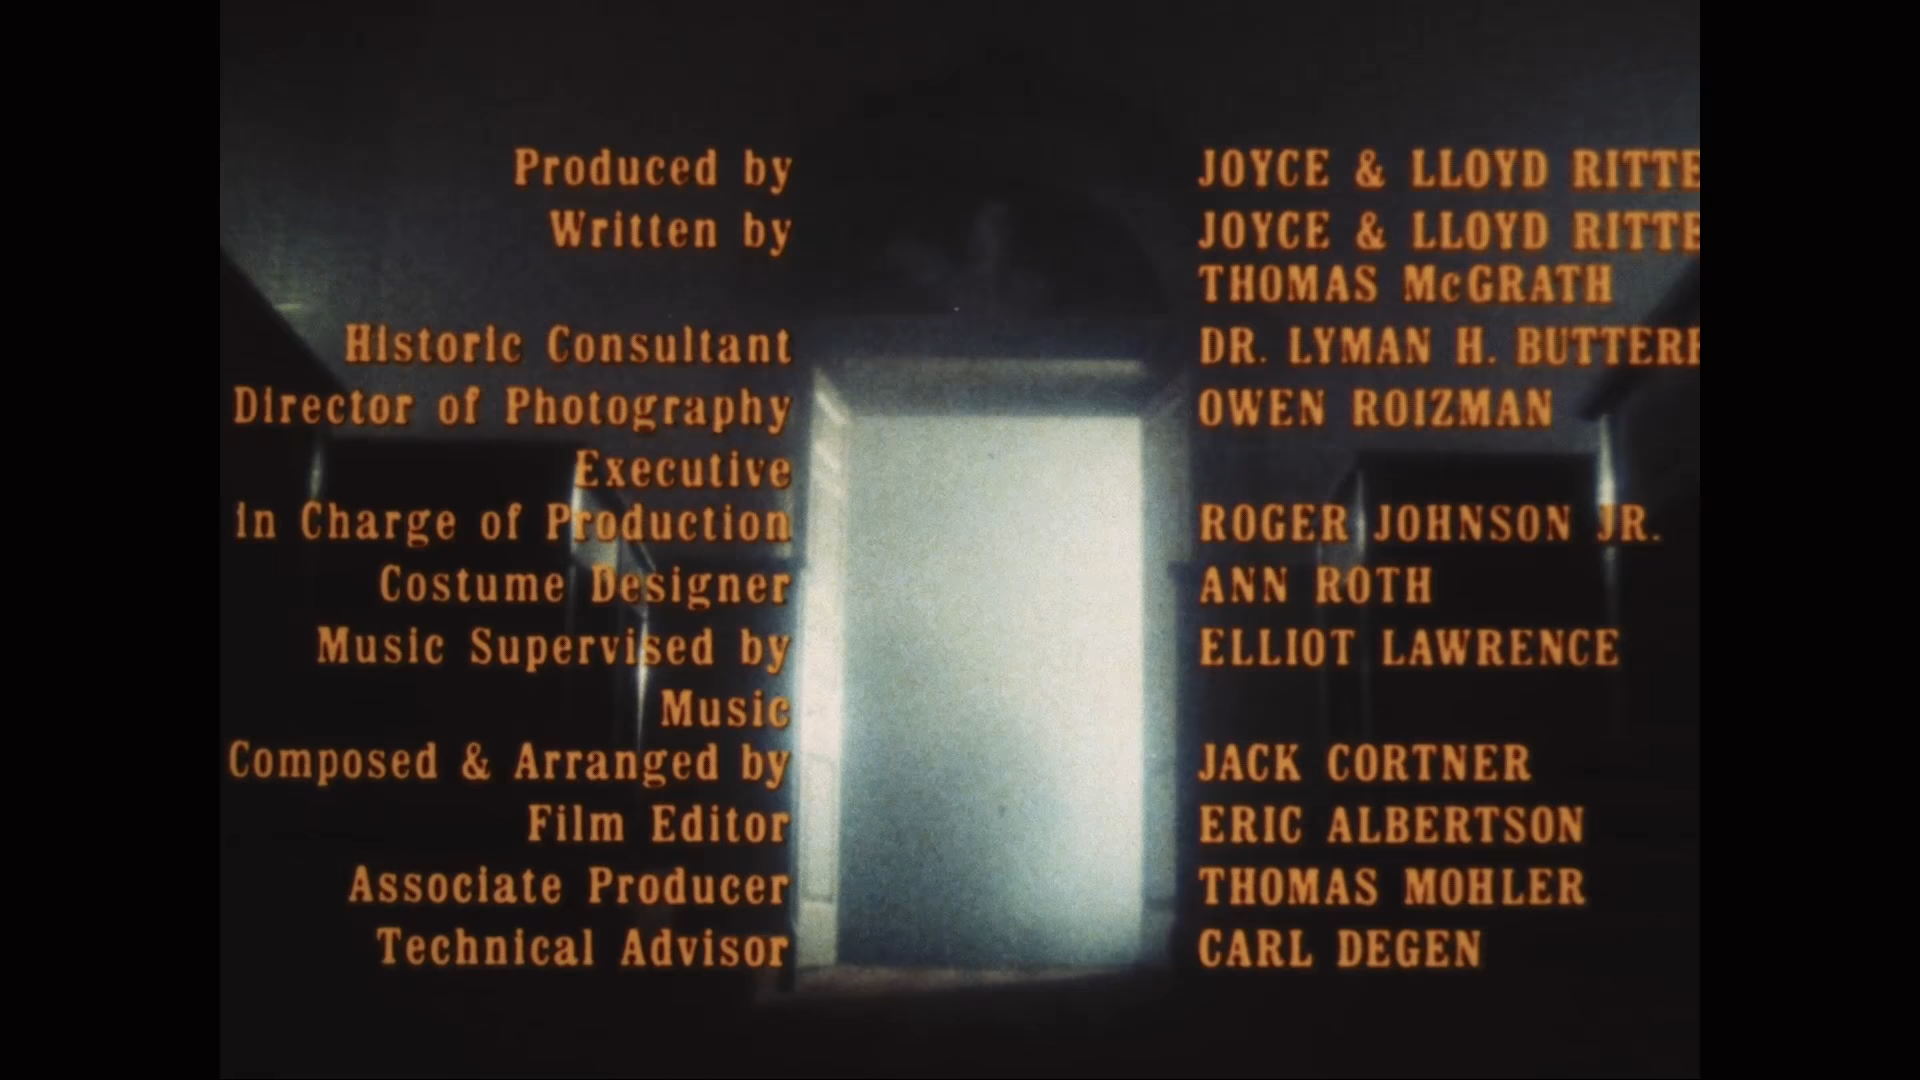 Produced by JOYCE & LLOYD RITTE
Written by JOYCE & LLOYD RITTE
THOMAS McGRATH
Historic Consultant DR. LYMAN H. BUTTERF
Director of Photography OWEN ROIZMAN
Executive
in Charge of Production ROGER JOHNSON JR.
Costume Designer ANN ROTH
Music Supervised by ELLIOT LAWRENCE
Music
Composed & Arranged by JACK CORTNER
Film Editor ERIC ALBERTSON
Associate Producer THOMAS MOHLER
Technical Advisor CARL DEGEN